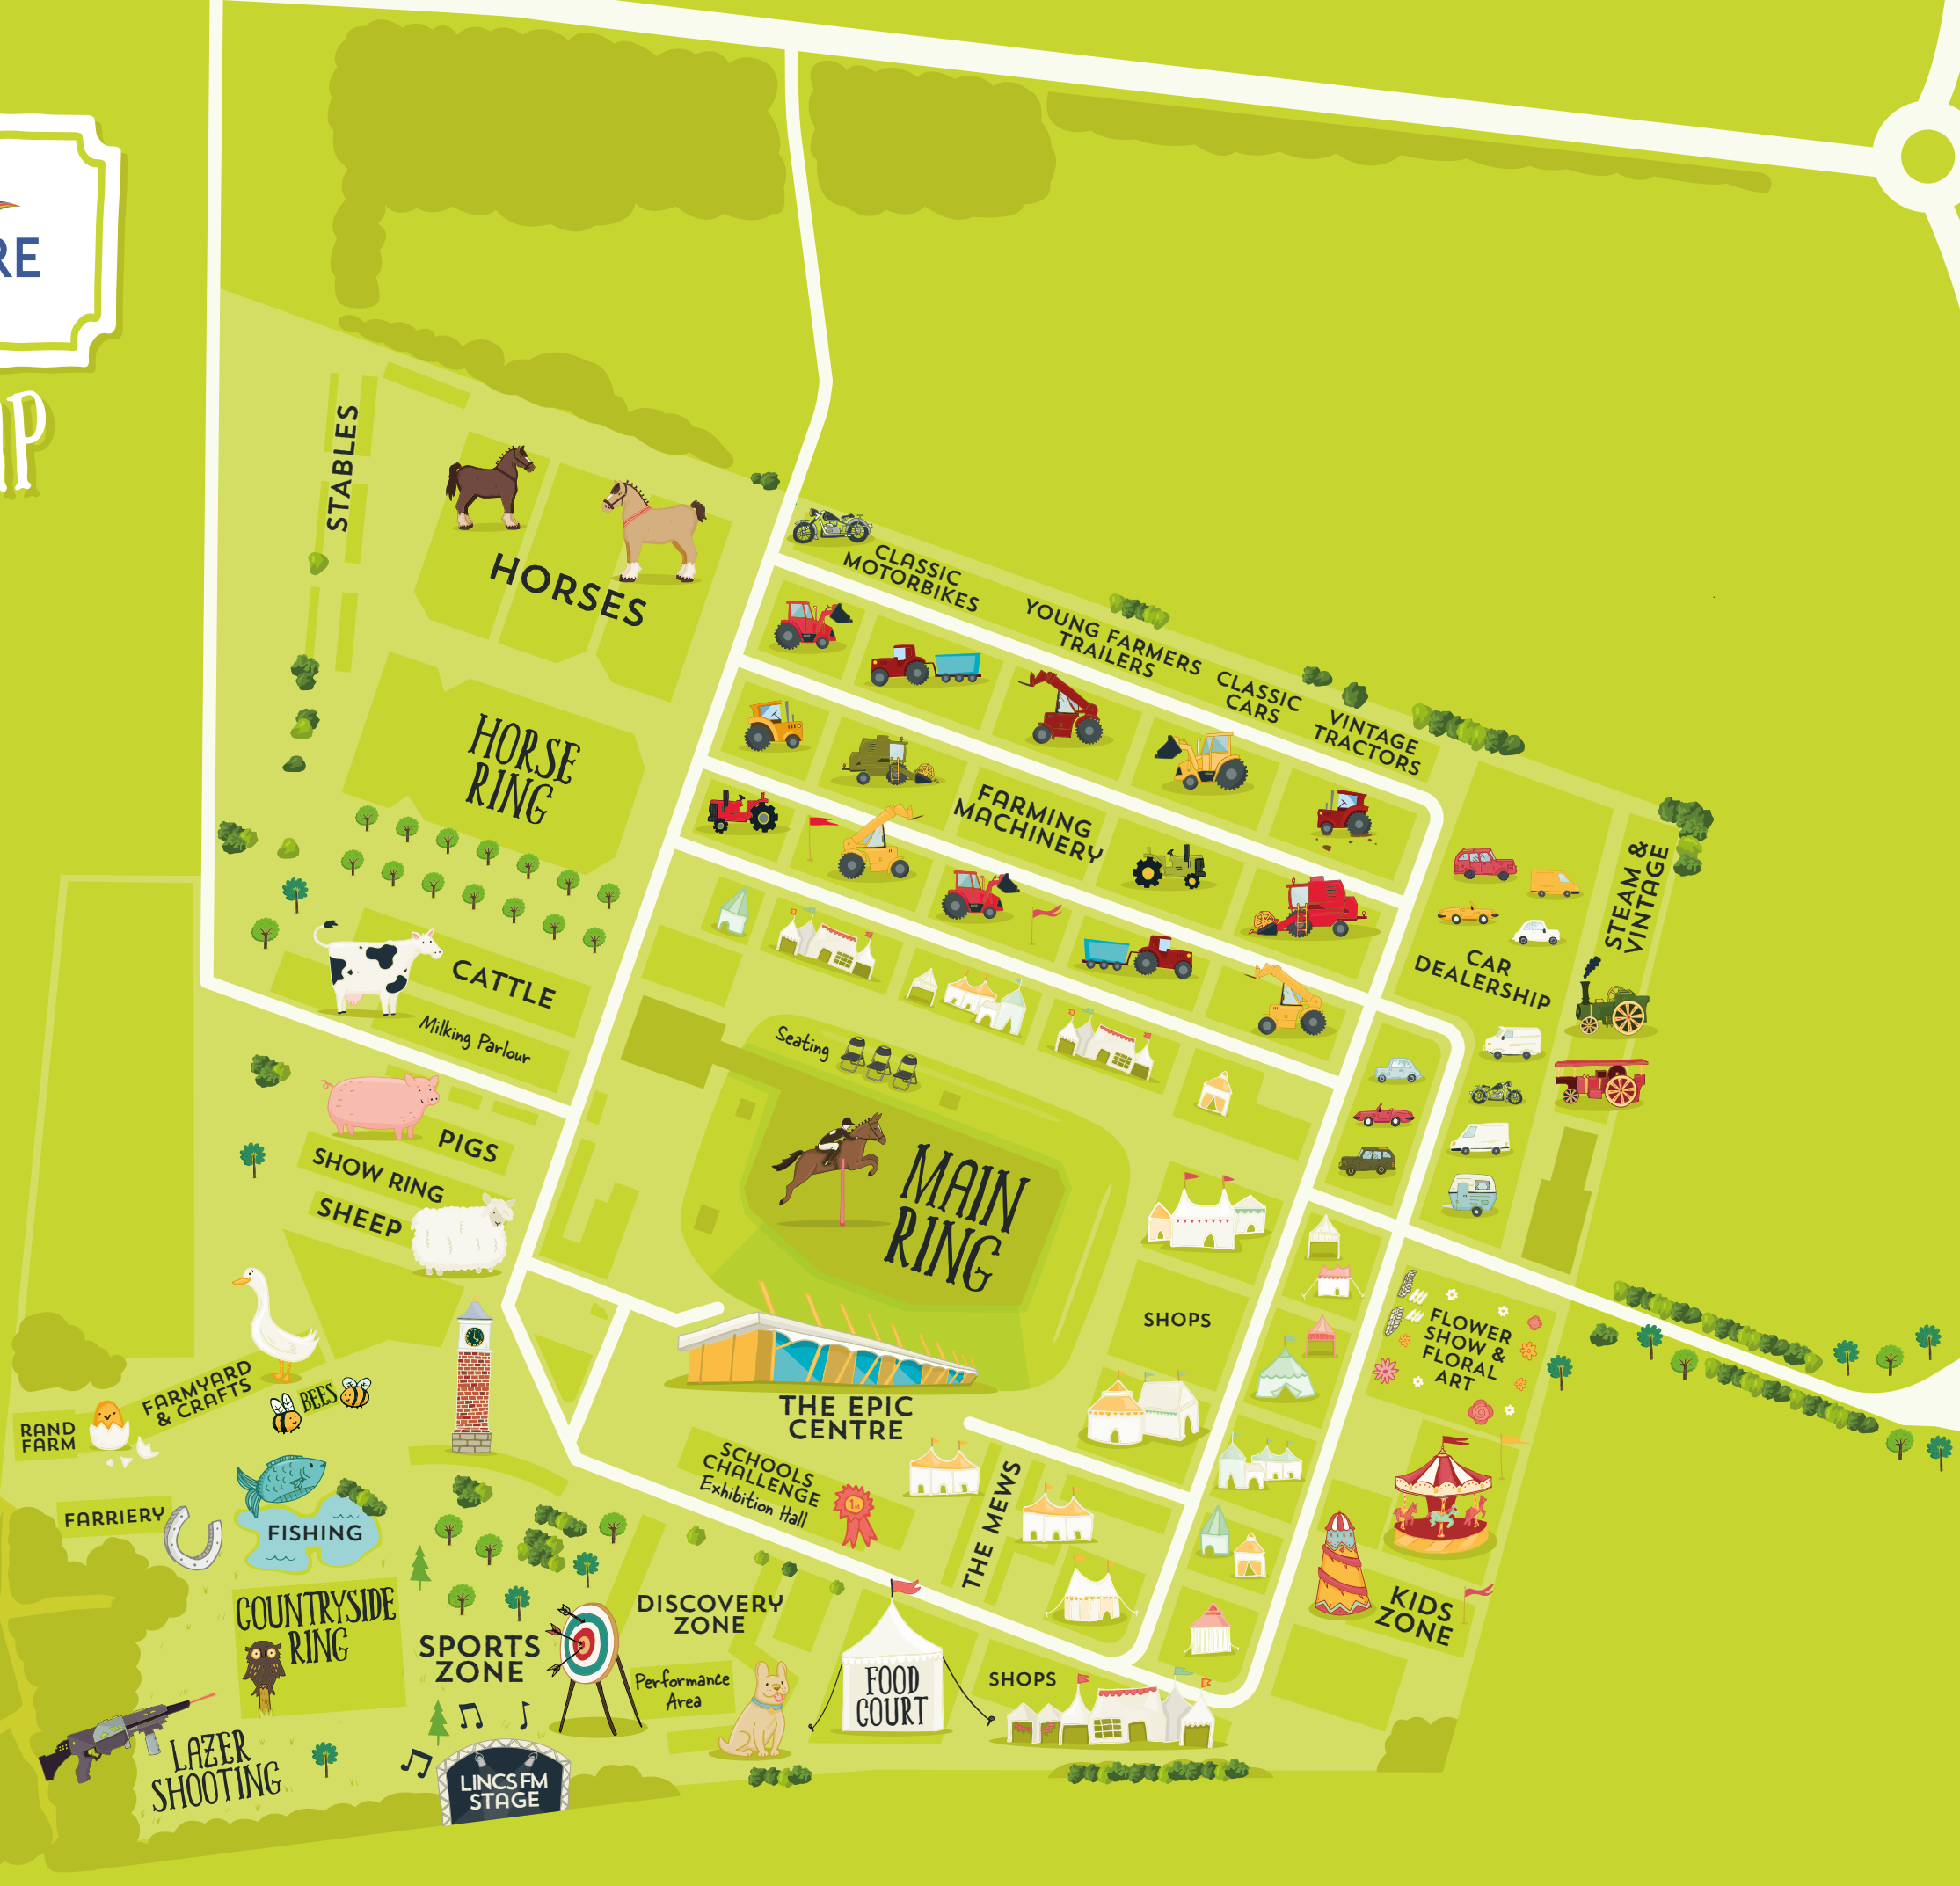 RE
STABLES
HORSES
HORSE
RING
CLASSIC
MOTORBIKES
YOUNG FARMERS
TRAILERS
CLASSIC
CARS
VINTAGE
TRACTORS
FARMING
MACHINERY
STEAM &
VINTAGE
CAR
DEALERSHIP
CATTLE
Milking Parlour
Seating
PIGS
SHOW RING
SHEEP
MAIN
RING
SHOPS
FLOWER
SHOW &
FLORAL
ART
THE EPIC
CENTRE
FARMYARD
& CRAFTS
BEES
RAND
FARM
SCHOOLS
CHALLENGE
Exhibition Hall
1st
THE MEWS
FARRIERY
FISHING
COUNTRYSIDE
RING
SPORTS
ZONE
DISCOVERY
ZONE
Performance
Area
FOOD
COURT
SHOPS
KIDS
ZONE
LAZER
SHOOTING
LINCS FM
STAGE